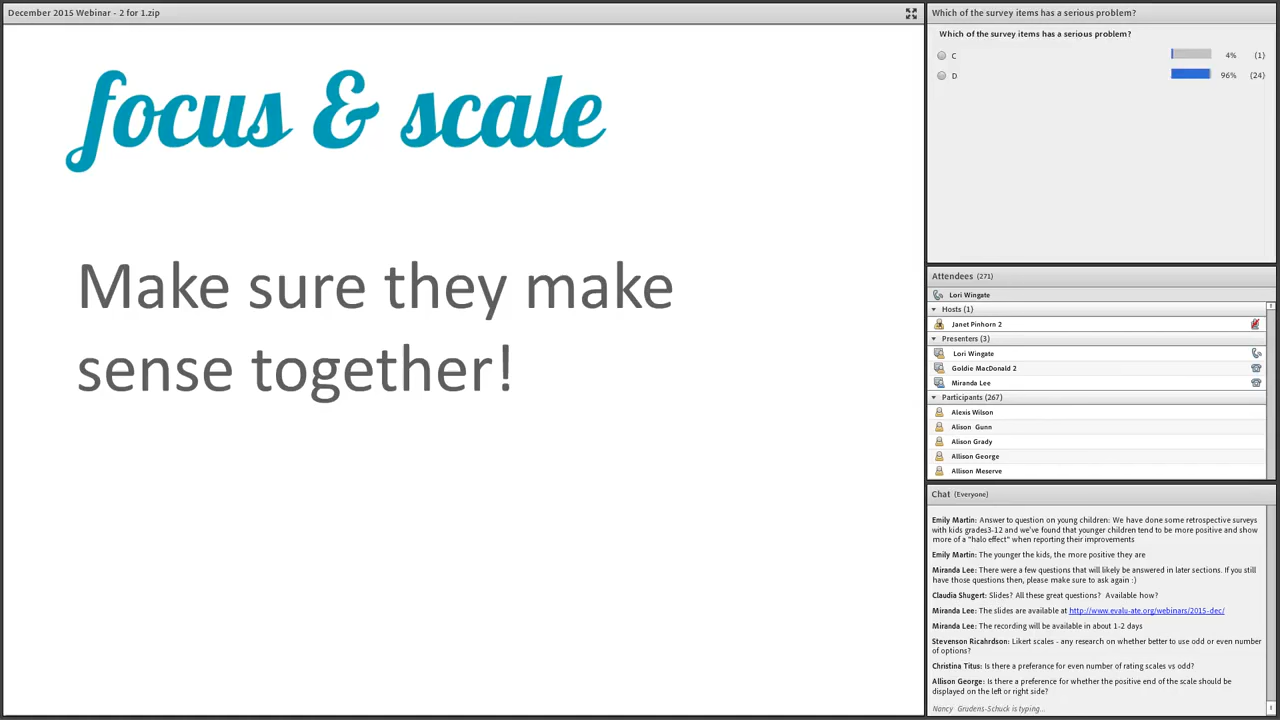 December 2015 Webinar - 2 for 1.zip
focus & scale
Make sure they make
sense together!
Which of the survey items has a serious problem?
Which of the survey items has a serious problem?
C 4% (1)
D 96% (24)
Attendees (271)
Lori Wingate
Hosts (1)
Janet Pinhorn 2
Presenters (3)
Lori Wingate
Goldie MacDonald 2
Miranda Lee
Participants (267)
Alexis Wilson
Alison Gunn
Alison Grady
Allison George
Allison Meserve
Chat (Everyone)
Emily Martin: Answer to question on young children: We have done some retrospective surveys
with kids grades3-12 and we've found that younger children tend to be more positive and show
more of a "halo effect" when reporting their improvements
Emily Martin: The younger the kids, the more positive they are
Miranda Lee: There were a few questions that will likely be answered in later sections. If you still
have those questions then, please make sure to ask again :)
Claudia Shugert: Slides? All these great questions? Available how?
Miranda Lee: The slides are available at http://www.evalu-ate.org/webinars/2015-dec/
Miranda Lee: The recording will be available in about 1-2 days
Stevenson Ricahrdson: Likert scales - any research on whether better to use odd or even number
of options?
Christina Titus: Is there a preferance for even number of rating scales vs odd?
Allison George: Is there a preference for whether the positive end of the scale should be
displayed on the left or right side?
Nancy Grudens-Schuck is typing...